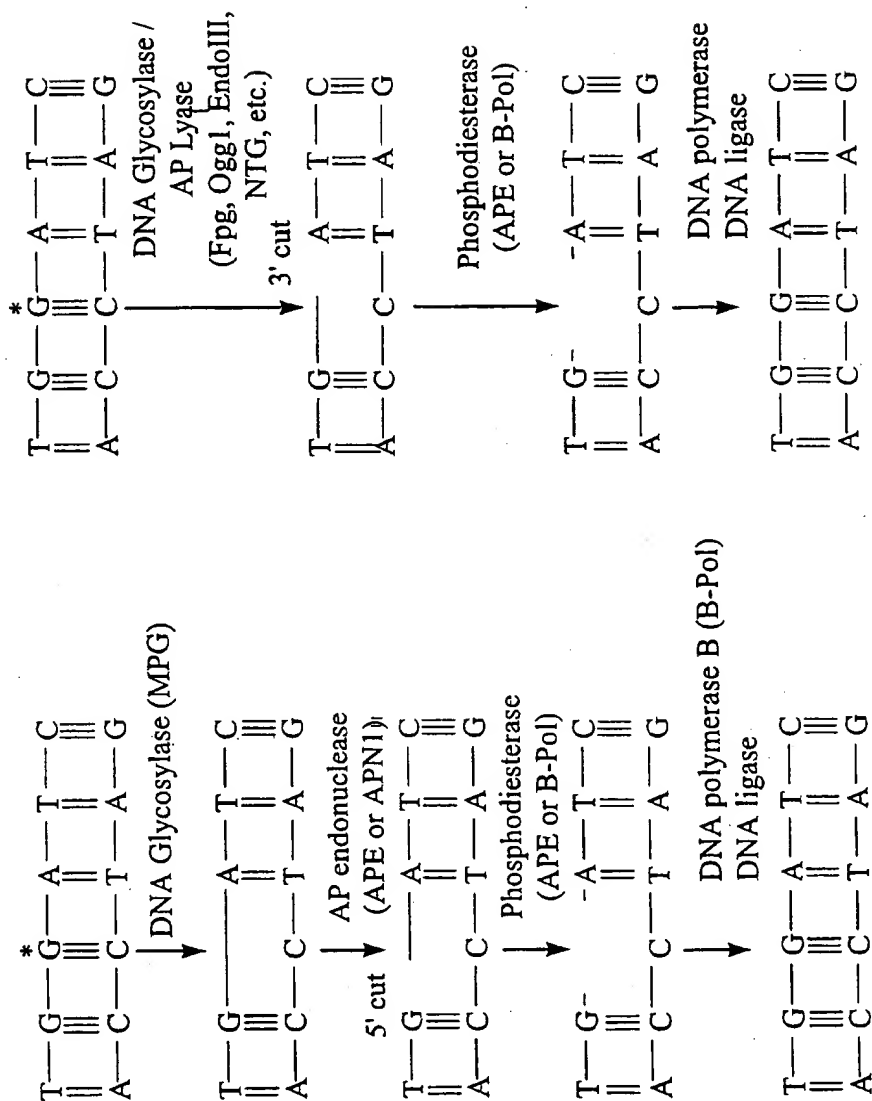 *
T—G—G—A—T—C
A—C—C—T—A—G
DNA Glycosylase (MPG)
T—G—A—T—C
A—C—C—T—A—G
AP endonuclease
(APE or APN1)
5' cut
T—G —A—T—C
A—C—C—T—A—G
Phosphodiesterase
(APE or B-Pol)
T—G- -A—T—C
A—C—C—T—A—G
DNA polymerase B (B-Pol)
DNA ligase
T—G—G—A—T—C
A—C—C—T—A—G
*
T—G—G—A—T—C
A—C—C—T—A—G
DNA Glycosylase /
AP Lyase
(Fpg, Ogg1, EndoIII,
NTG, etc.)
3' cut
T—G— A—T—C
A—C—C—T—A—G
Phosphodiesterase
(APE or B-Pol)
T—G- -A—T—C
A—C—C—T—A—G
DNA polymerase
DNA ligase
T—G—G—A—T—C
A—C—C—T—A—G